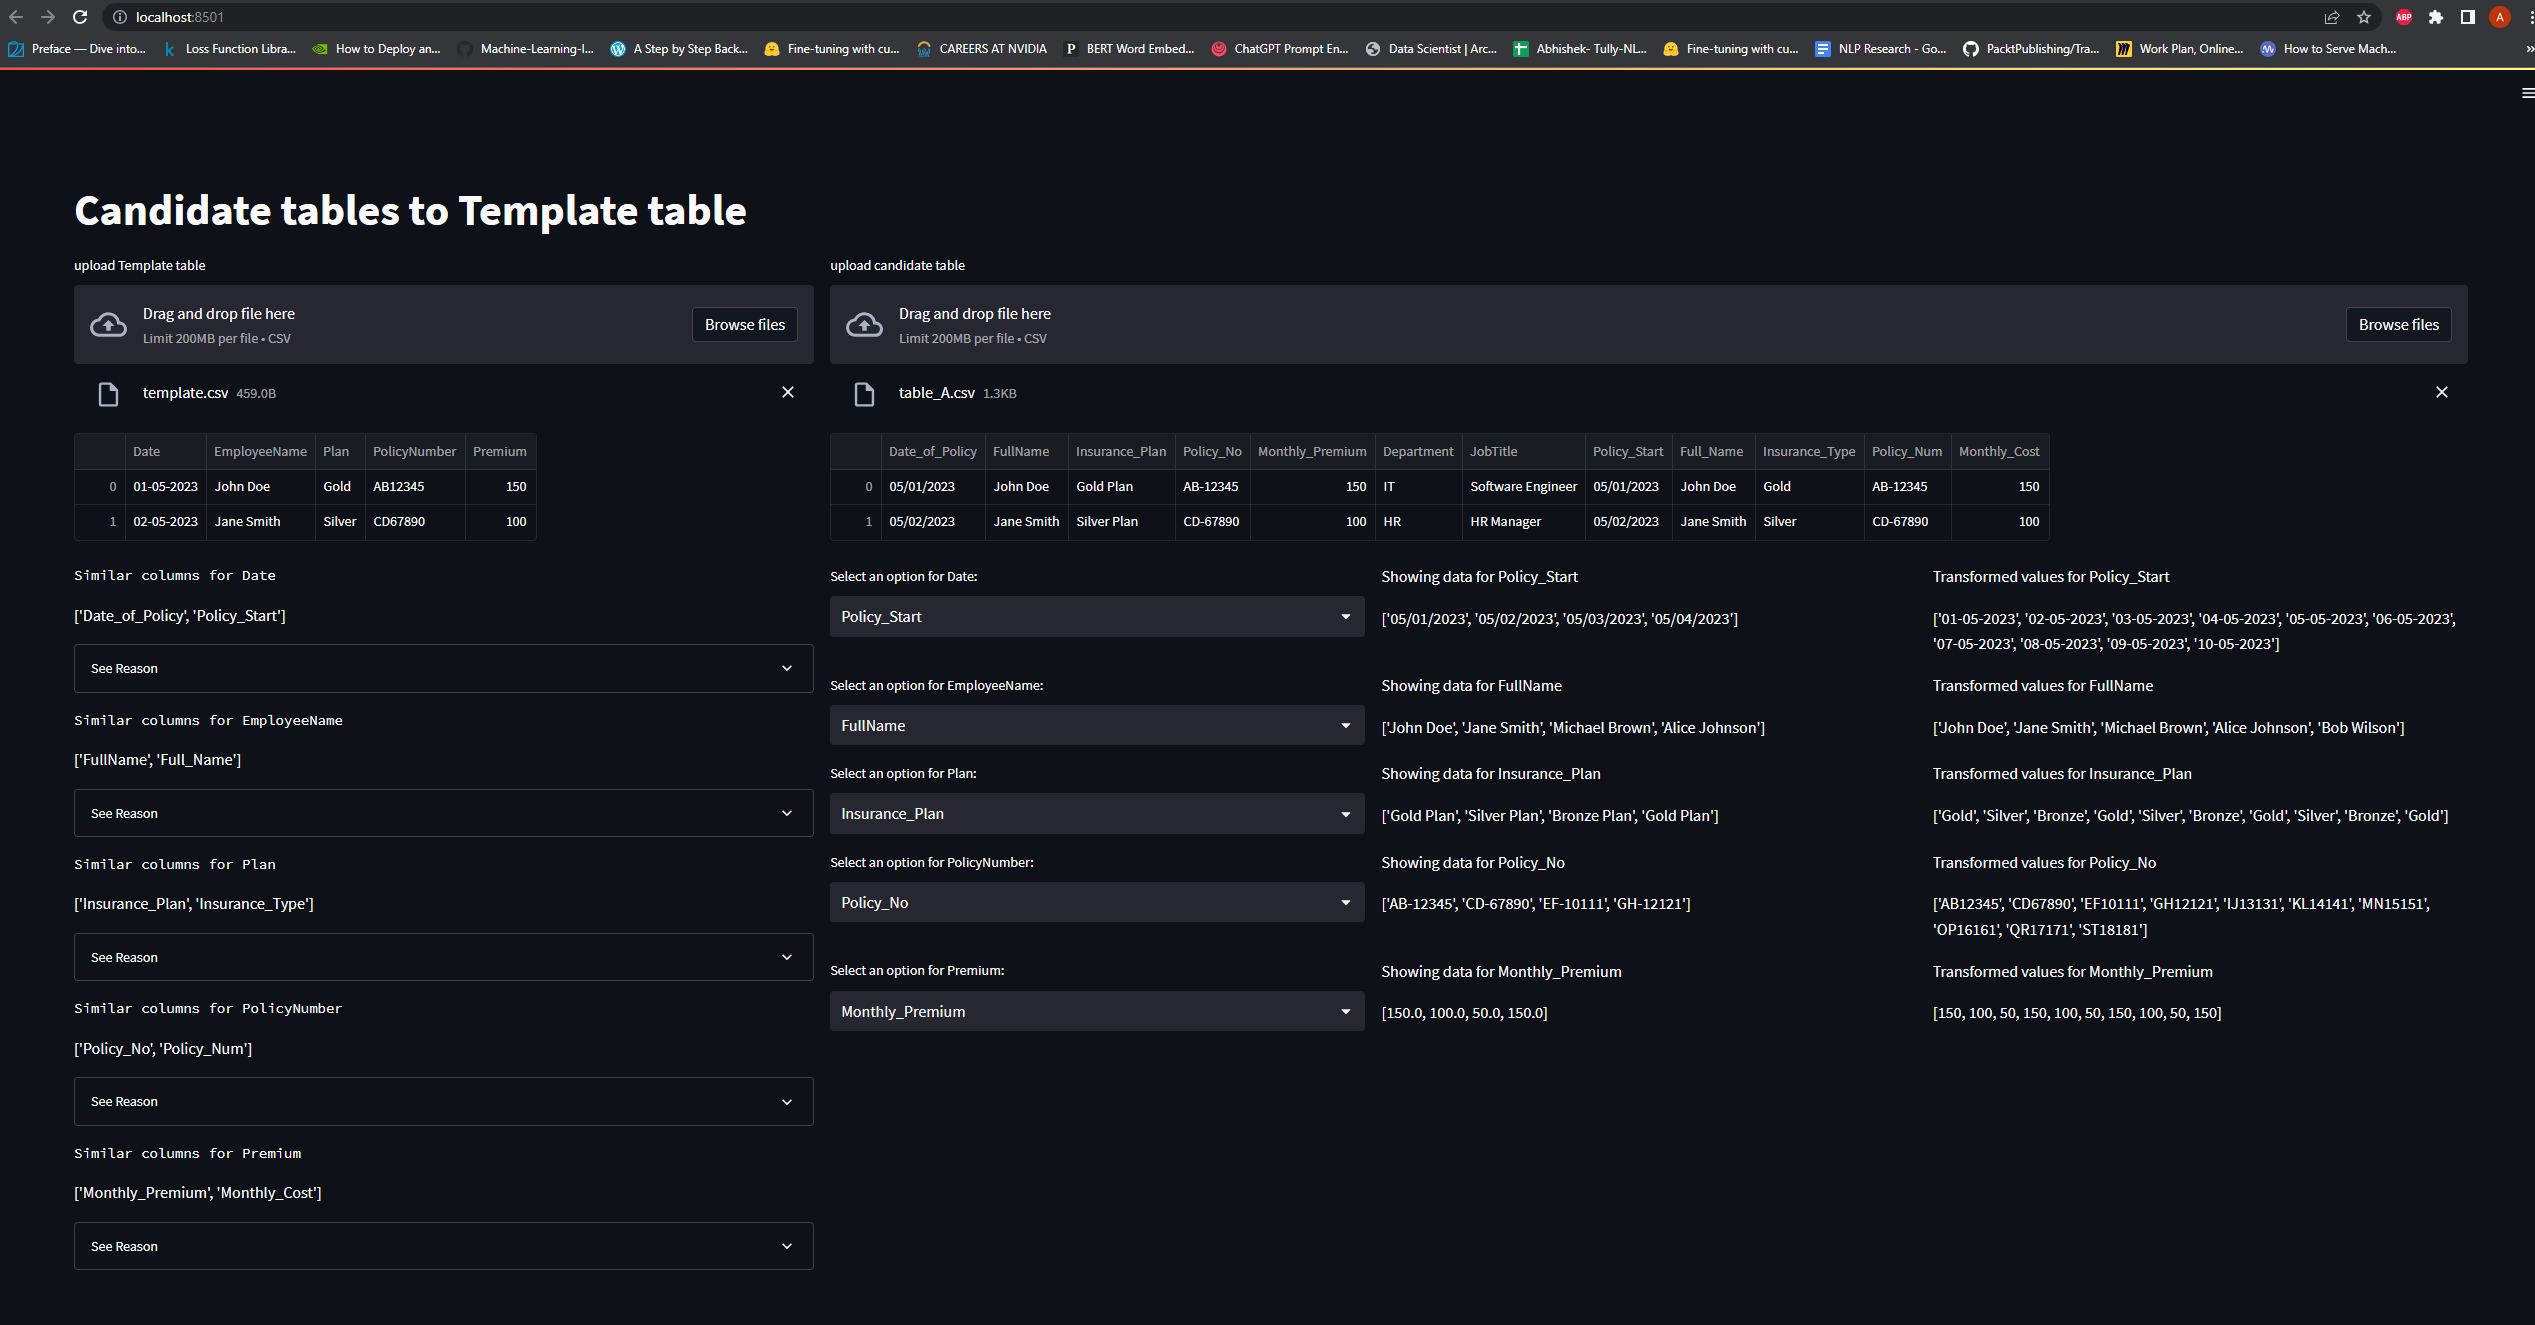 localhost:8501
Preface — Dive into... Loss Function Libra... How to Deploy an... Machine-Learning-I... A Step by Step Back... Fine-tuning with cu... CAREERS AT NVIDIA BERT Word Embed... ChatGPT Prompt En... Data Scientist | Arc... Abhishek- Tully-NL... Fine-tuning with cu... NLP Research - Go... PacktPublishing/Tra... Work Plan, Online... How to Serve Mach...
Candidate tables to Template table
upload Template table
Drag and drop file here
Limit 200MB per file • CSV
Browse files
template.csv 459.0B
Date EmployeeName Plan PolicyNumber Premium
0 01-05-2023 John Doe Gold AB12345 150
1 02-05-2023 Jane Smith Silver CD67890 100
Similar columns for Date
['Date_of_Policy', 'Policy_Start']
See Reason
Similar columns for EmployeeName
['FullName', 'Full_Name']
See Reason
Similar columns for Plan
['Insurance_Plan', 'Insurance_Type']
See Reason
Similar columns for PolicyNumber
['Policy_No', 'Policy_Num']
See Reason
Similar columns for Premium
['Monthly_Premium', 'Monthly_Cost']
See Reason
upload candidate table
Drag and drop file here
Limit 200MB per file • CSV
Browse files
table_A.csv 1.3KB
Date_of_Policy FullName Insurance_Plan Policy_No Monthly_Premium Department JobTitle Policy_Start Full_Name Insurance_Type Policy_Num Monthly_Cost
0 05/01/2023 John Doe Gold Plan AB-12345 150 IT Software Engineer 05/01/2023 John Doe Gold AB-12345 150
1 05/02/2023 Jane Smith Silver Plan CD-67890 100 HR HR Manager 05/02/2023 Jane Smith Silver CD-67890 100
Select an option for Date:
Policy_Start
Showing data for Policy_Start
['05/01/2023', '05/02/2023', '05/03/2023', '05/04/2023']
Transformed values for Policy_Start
['01-05-2023', '02-05-2023', '03-05-2023', '04-05-2023', '05-05-2023', '06-05-2023',
'07-05-2023', '08-05-2023', '09-05-2023', '10-05-2023']
Select an option for EmployeeName:
FullName
Showing data for FullName
['John Doe', 'Jane Smith', 'Michael Brown', 'Alice Johnson']
Transformed values for FullName
['John Doe', 'Jane Smith', 'Michael Brown', 'Alice Johnson', 'Bob Wilson']
Select an option for Plan:
Insurance_Plan
Showing data for Insurance_Plan
['Gold Plan', 'Silver Plan', 'Bronze Plan', 'Gold Plan']
Transformed values for Insurance_Plan
['Gold', 'Silver', 'Bronze', 'Gold', 'Silver', 'Bronze', 'Gold', 'Silver', 'Bronze', 'Gold']
Select an option for PolicyNumber:
Policy_No
Showing data for Policy_No
['AB-12345', 'CD-67890', 'EF-10111', 'GH-12121']
Transformed values for Policy_No
['AB12345', 'CD67890', 'EF10111', 'GH12121', 'IJ13131', 'KL14141', 'MN15151',
'OP16161', 'QR17171', 'ST18181']
Select an option for Premium:
Monthly_Premium
Showing data for Monthly_Premium
[150.0, 100.0, 50.0, 150.0]
Transformed values for Monthly_Premium
[150, 100, 50, 150, 100, 50, 150, 100, 50, 150]